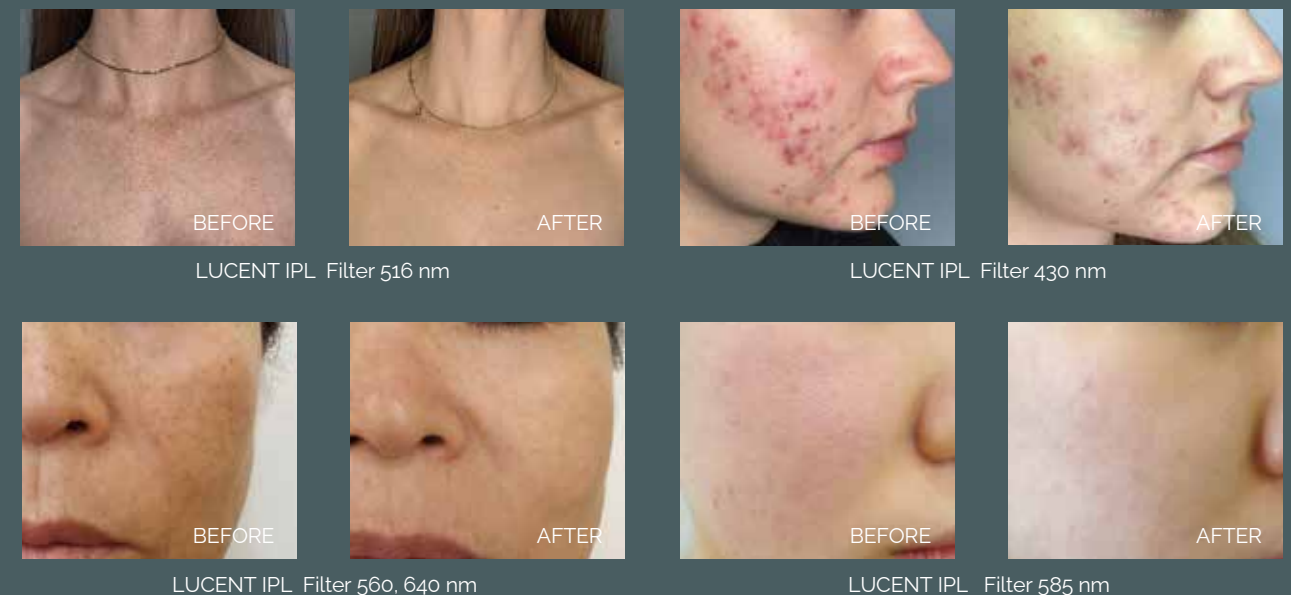 BEFORE
AFTER
LUCENT IPL Filter 516 nm
BEFORE
AFTER
LUCENT IPL Filter 430 nm
BEFORE
AFTER
LUCENT IPL Filter 560, 640 nm
BEFORE
AFTER
LUCENT IPL Filter 585 nm